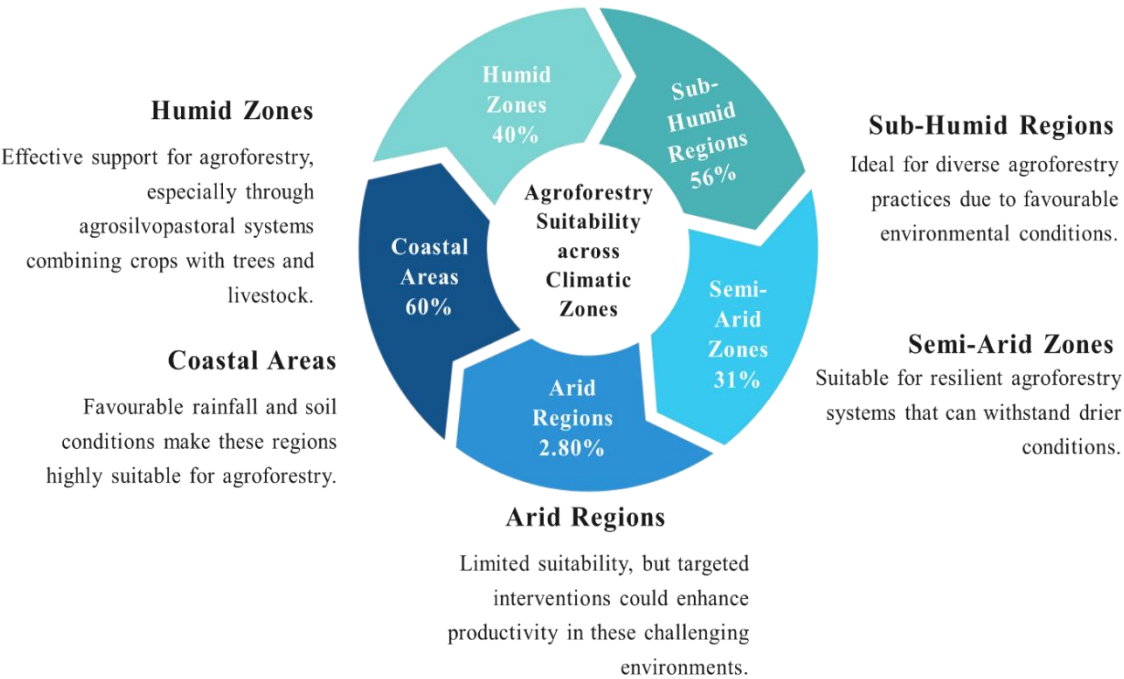 Humid
Zones
40%
Sub-
Humid
Regions
56%
Semi-
Arid
Zones
31%
Arid
Regions
2.80%
Coastal
Areas
60%
Agroforestry
Suitability
across
Climatic
Zones
Humid Zones
Effective support for agroforestry,
especially through
agrosilvopastoral systems
combining crops with trees and
livestock.
Coastal Areas
Favourable rainfall and soil
conditions make these regions
highly suitable for agroforestry.
Sub-Humid Regions
Ideal for diverse agroforestry
practices due to favourable
environmental conditions.
Semi-Arid Zones
Suitable for resilient agroforestry
systems that can withstand drier
conditions.
Arid Regions
Limited suitability, but targeted
interventions could enhance
productivity in these challenging
environments.